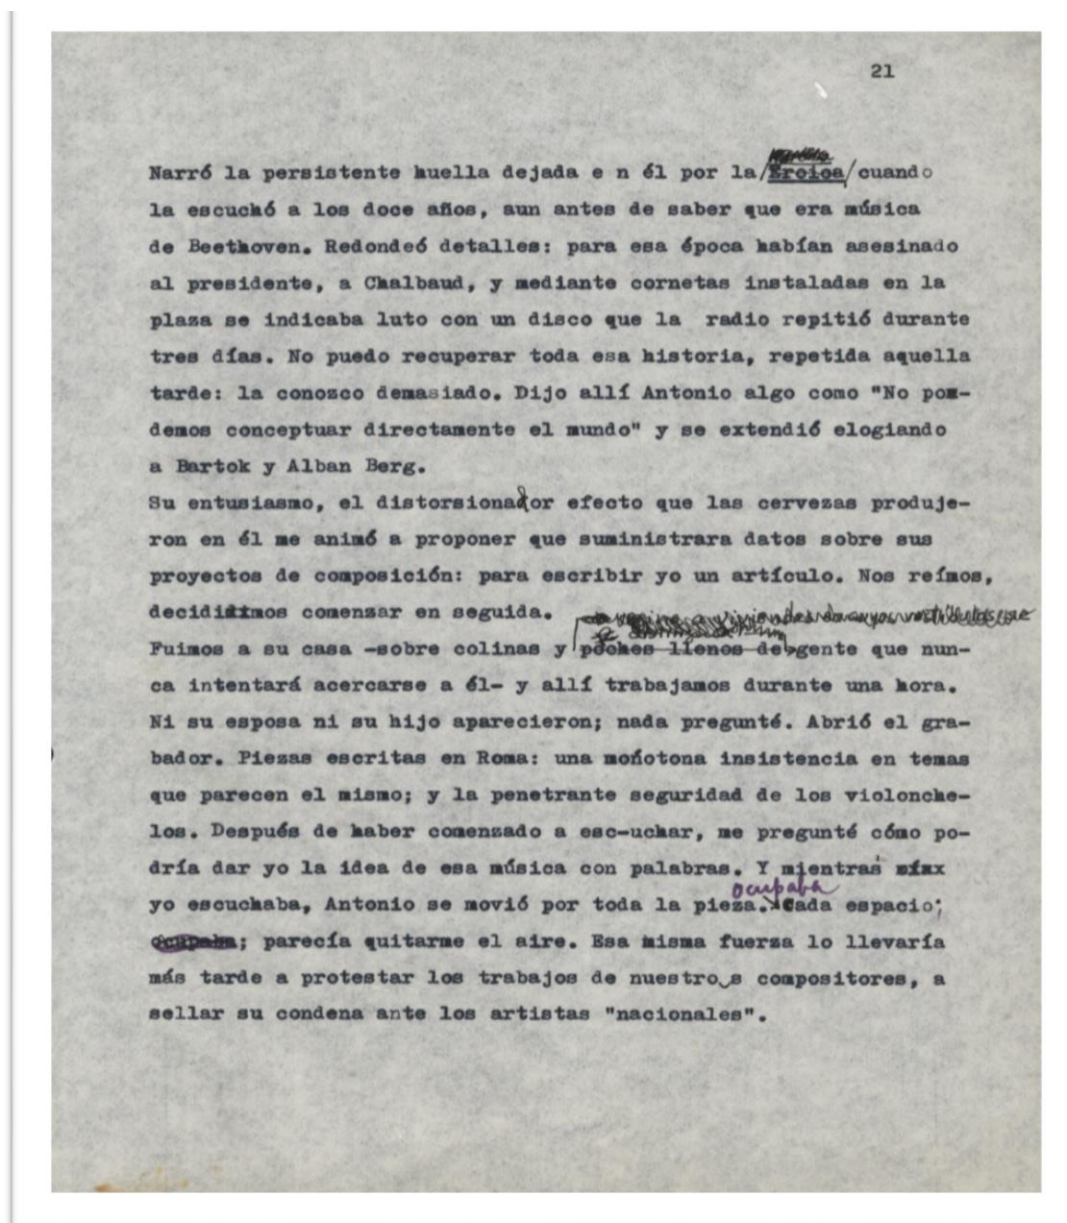 21
Narró la persistente huella dejada e n él por la/Eroica/cuando
la escuchó a los doce años, aun antes de saber que era música
de Beethoven. Redondeó detalles: para esa época habían asesinado
al presidente, a Chalbaud, y mediante cornetas instaladas en la
plaza se indicaba luto con un disco que la radio repitió durante
tres días. No puedo recuperar toda esa historia, repetida aquella
tarde: la conozco demasiado. Dijo allí Antonio algo como "No pom-
demos conceptuar directamente el mundo" y se extendió elogiando
a Bartok y Alban Berg.
Su entusiasmo, el distorsionador efecto que las cervezas produje-
ron en él me animó a proponer que suministrara datos sobre sus
proyectos de composición: para escribir yo un artículo. Nos reímos,
decidimos comenzar en seguida.
Fuimos a su casa -sobre colinas y poches llenos de gente que nun-
ca intentará acercarse a él- y allí trabajamos durante una hora.
Ni su esposa ni su hijo aparecieron; nada pregunté. Abrió el gra-
bador. Piezas escritas en Roma: una moñotona insistencia en temas
que parecen el mismo; y la penetrante seguridad de los violonche-
los. Después de haber comenzado a esc-uchar, me pregunté cómo po-
dría dar yo la idea de esa música con palabras. Y mientras
ocupaba
yo escuchaba, Antonio se movió por toda la pieza. Cada espacio;
ocupaba; parecía quitarme el aire. Esa misma fuerza lo llevaría
más tarde a protestar los trabajos de nuestro s compositores, a
sellar su condena ante los artistas "nacionales".